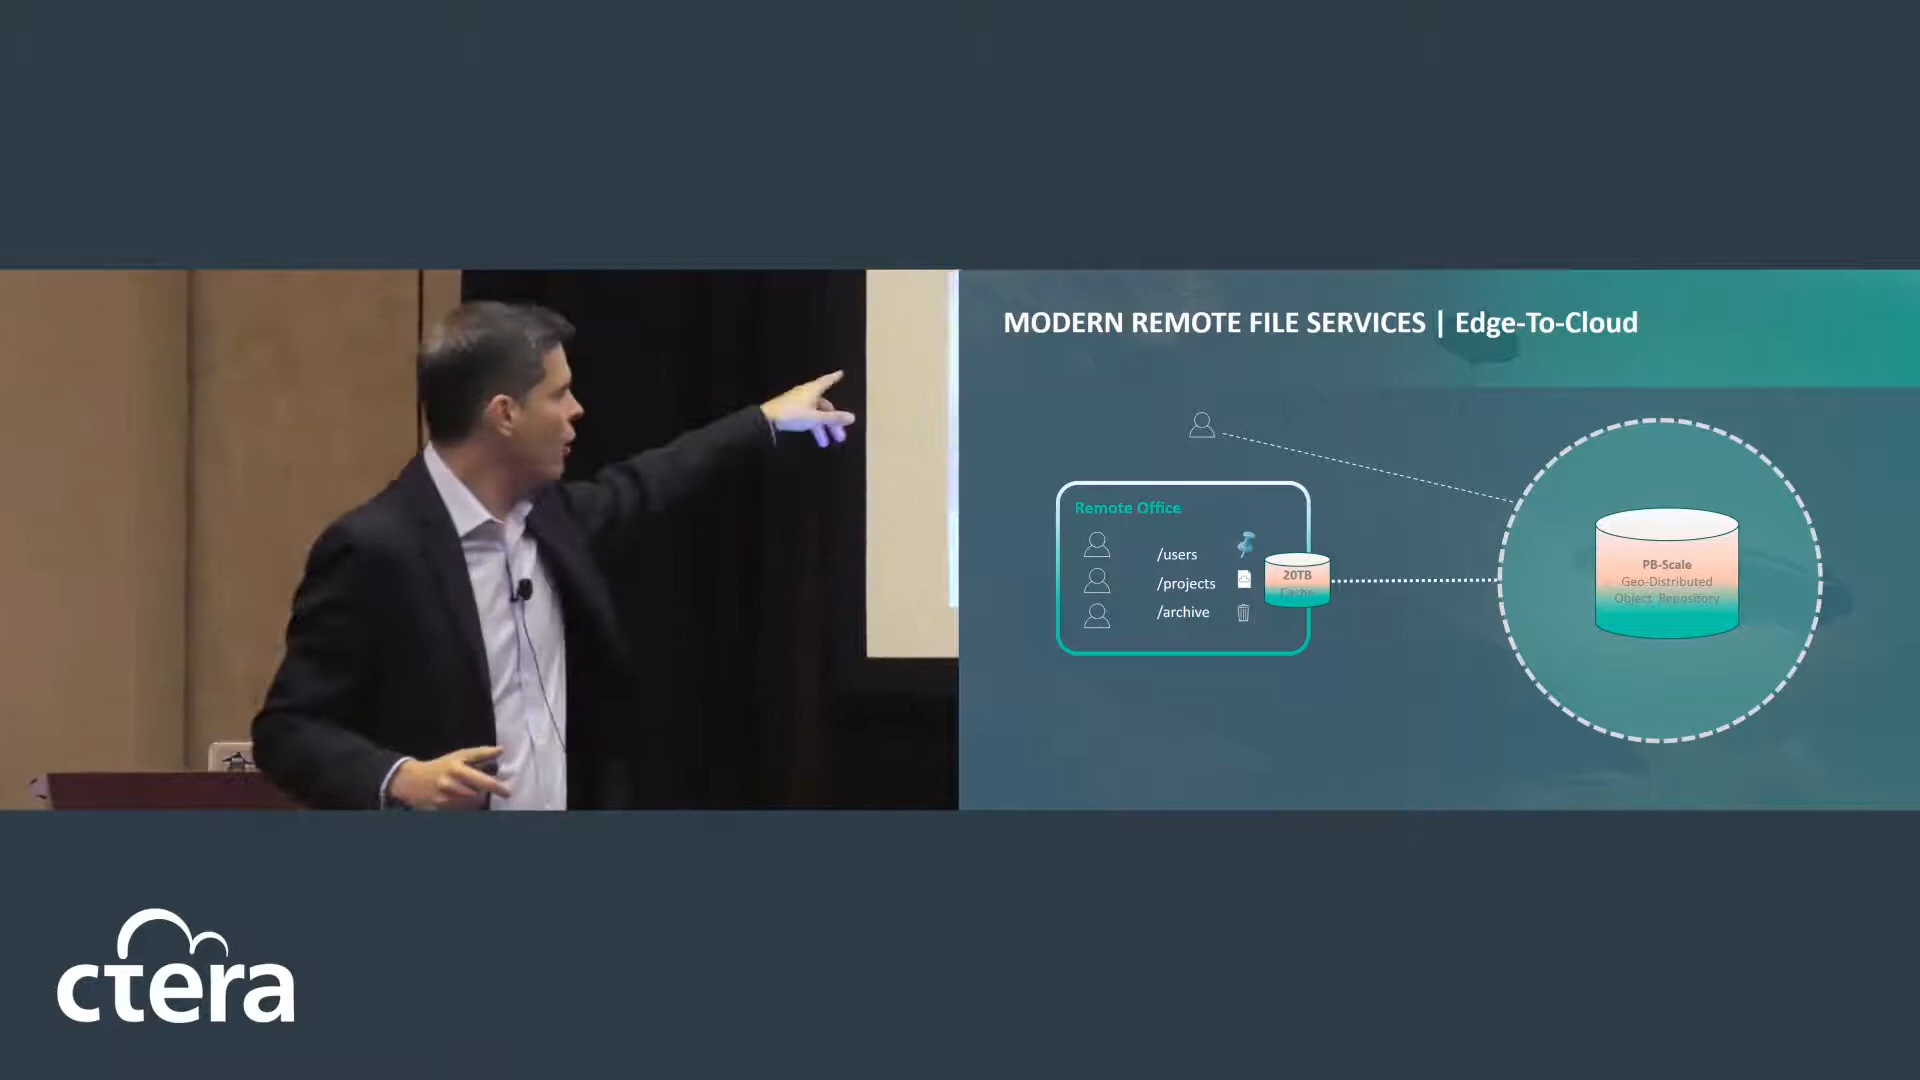 MODERN REMOTE FILE SERVICES | Edge-To-Cloud
Remote Office
/users
/projects
/archive
20TB
Cache
PB-Scale
Geo-Distributed
Object Repository
ctera